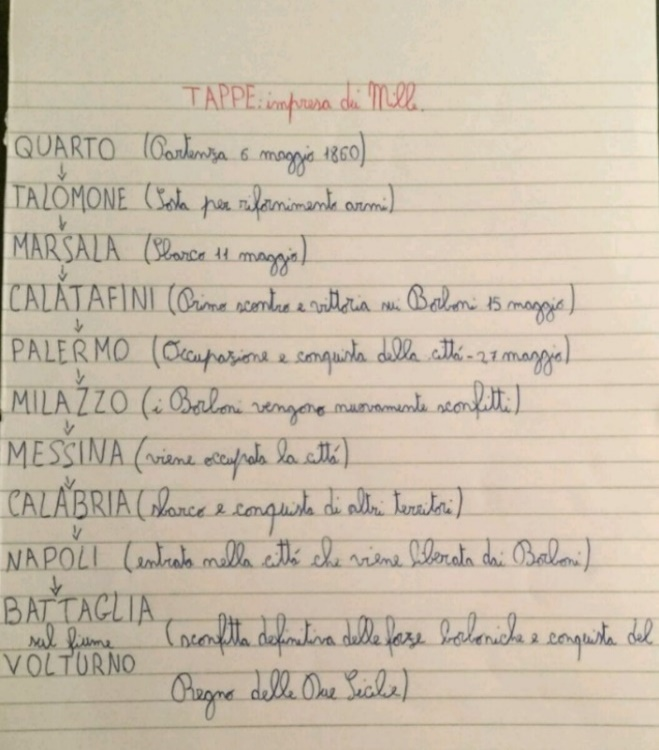 TAPPE: impresa dei Mille.
QUARTO (Partenza 6 maggio 1860)
↓
TALOMONE (Sosta per rifornimento armi)
↓
MARSALA (Sbarco 11 maggio)
↓
CALATAFINI (Primo scontro e vittoria sui Borboni 15 maggio)
↓
PALERMO (Occupazione e conquista della cittá - 27 maggio)
↓
MILAZZO (i Borboni vengono nuovamente sconfitti)
↓
MESSINA (viene occupata la cittá)
↓
CALABRIA (sbarco e conquista di altri territori)
↓
NAPOLI (entrata nella cittá che viene liberata dai Borboni)
↓
BATTAGLIA
sul fiume (sconfitta definitiva delle forze borboniche e conquista del
VOLTURNO
Regno delle Due Sicilie)